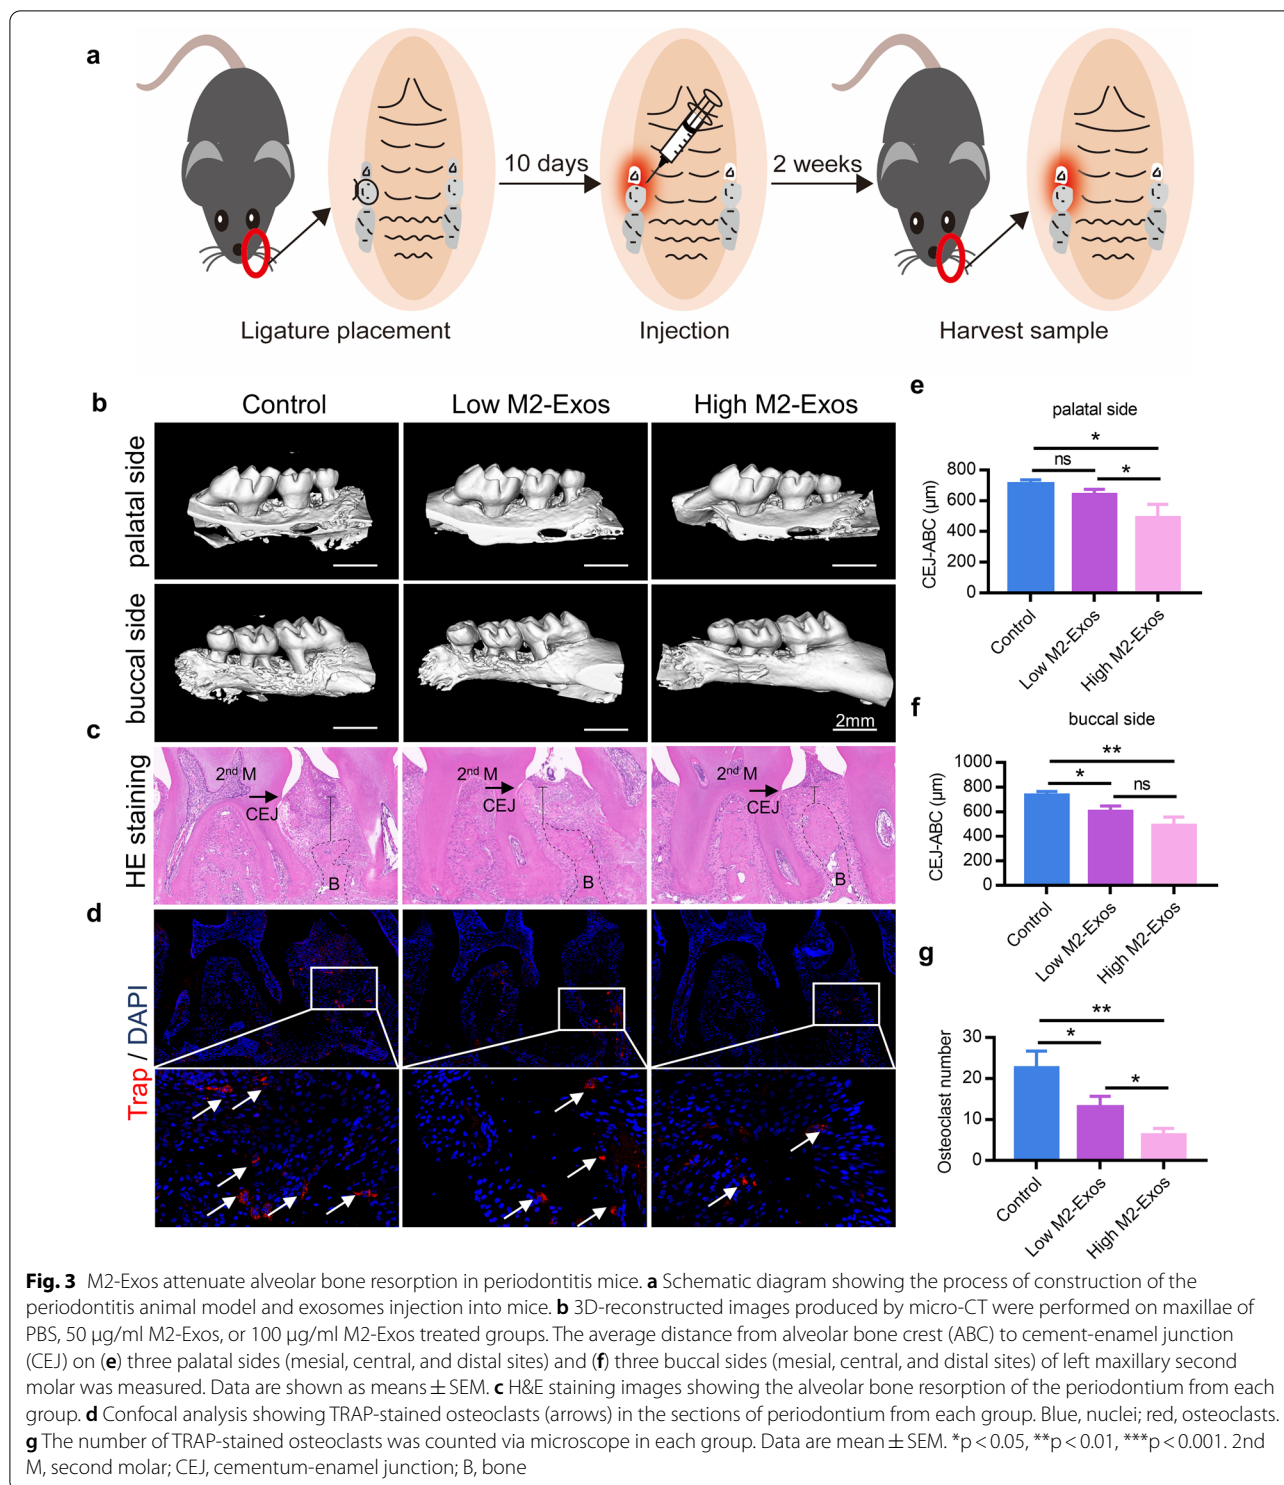 a
10 days
2 weeks
Ligature placement
Injection
Harvest sample
b
Control
Low M2-Exos
High M2-Exos
palatal side
buccal side
2mm
c
HE staining
2nd M
CEJ
B
2nd M
CEJ
B
2nd M
CEJ
B
d
Trap / DAPI
e
palatal side
*
ns
*
CEJ-ABC (μm)
800
600
400
200
0
Control
Low M2-Exos
High M2-Exos
f
buccal side
**
*
ns
CEJ-ABC (μm)
1000
800
600
400
200
0
Control
Low M2-Exos
High M2-Exos
g
**
*
*
Osteoclast number
30
20
10
0
Control
Low M2-Exos
High M2-Exos
Fig. 3 M2-Exos attenuate alveolar bone resorption in periodontitis mice. a Schematic diagram showing the process of construction of the
periodontitis animal model and exosomes injection into mice. b 3D-reconstructed images produced by micro-CT were performed on maxillae of
PBS, 50 μg/ml M2-Exos, or 100 μg/ml M2-Exos treated groups. The average distance from alveolar bone crest (ABC) to cement-enamel junction
(CEJ) on (e) three palatal sides (mesial, central, and distal sites) and (f) three buccal sides (mesial, central, and distal sites) of left maxillary second
molar was measured. Data are shown as means ± SEM. c H&E staining images showing the alveolar bone resorption of the periodontium from each
group. d Confocal analysis showing TRAP-stained osteoclasts (arrows) in the sections of periodontium from each group. Blue, nuclei; red, osteoclasts.
g The number of TRAP-stained osteoclasts was counted via microscope in each group. Data are mean ± SEM. *p < 0.05, **p < 0.01, ***p < 0.001. 2nd
M, second molar; CEJ, cementum-enamel junction; B, bone